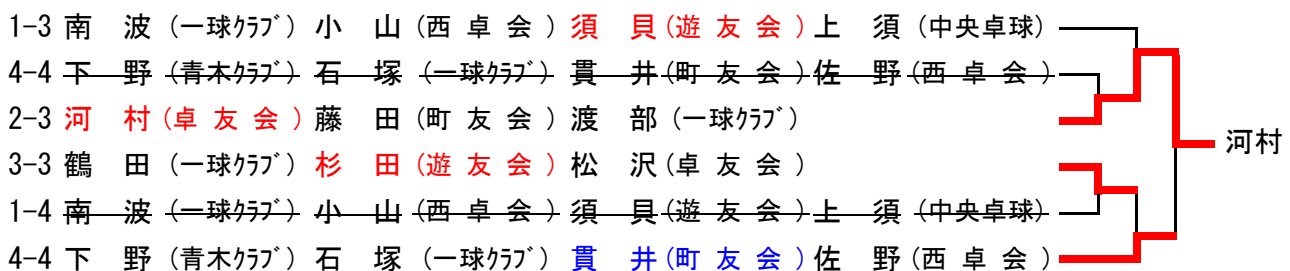 1-3 南　波 (一球ｸﾗﾌﾞ) 小　山 (西 卓 会) 須　貝 (遊 友 会) 上　須 (中央卓球)
4-4 下　野 (青木ｸﾗﾌﾞ) 石　塚 (一球ｸﾗﾌﾞ) 貫　井 (町 友 会) 佐　野 (西 卓 会)
2-3 河　村 (卓 友 会) 藤　田 (町 友 会) 渡　部 (一球ｸﾗﾌﾞ)
河村
3-3 鶴　田 (一球ｸﾗﾌﾞ) 杉　田 (遊 友 会) 松　沢 (卓 友 会)
1-4 南　波 (一球ｸﾗﾌﾞ) 小　山 (西 卓 会) 須　貝 (遊 友 会) 上　須 (中央卓球)
4-4 下　野 (青木ｸﾗﾌﾞ) 石　塚 (一球ｸﾗﾌﾞ) 貫　井 (町 友 会) 佐　野 (西 卓 会)